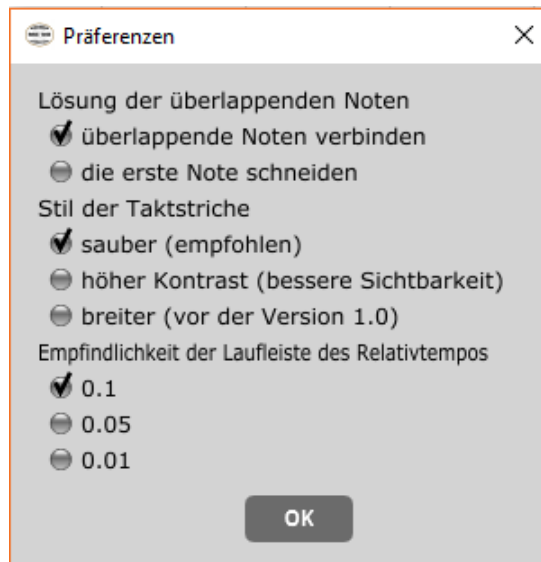 Präferenzen
Lösung der überlappenden Noten
überlappende Noten verbinden
die erste Note schneiden
Stil der Taktstriche
sauber (empfohlen)
höher Kontrast (bessere Sichtbarkeit)
breiter (vor der Version 1.0)
Empfindlichkeit der Laufleiste des Relativtempos
0.1
0.05
0.01
OK